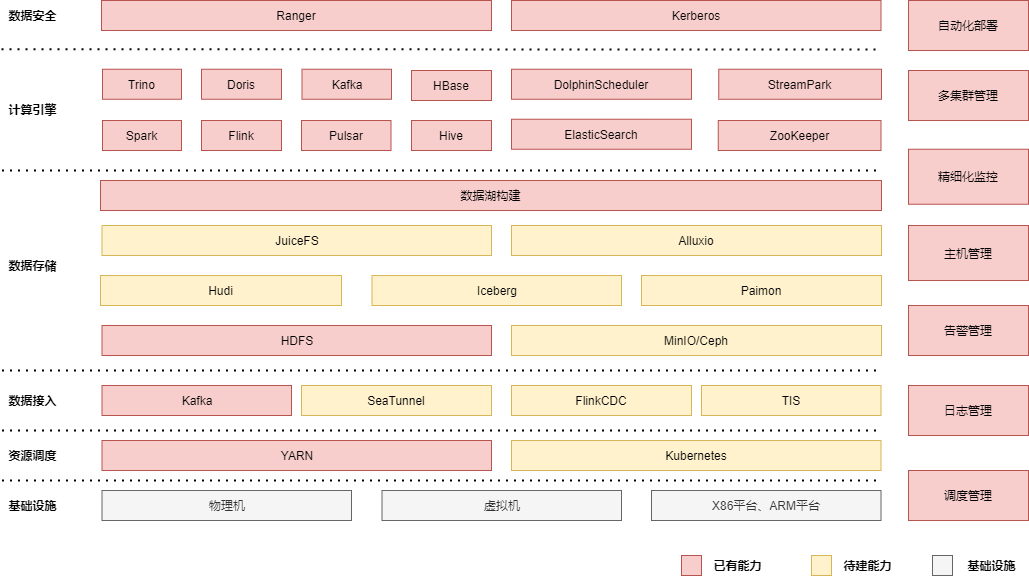 数据安全
Ranger
Kerberos
自动化部署
计算引擎
Trino
Doris
Kafka
HBase
DolphinScheduler
StreamPark
多集群管理
Spark
Flink
Pulsar
Hive
ElasticSearch
ZooKeeper
精细化监控
数据存储
数据湖构建
JuiceFS
Alluxio
主机管理
Hudi
Iceberg
Paimon
HDFS
MinIO/Ceph
告警管理
数据接入
Kafka
SeaTunnel
FlinkCDC
TIS
日志管理
资源调度
YARN
Kubernetes
基础设施
物理机
虚拟机
X86平台、ARM平台
调度管理
已有能力
待建能力
基础设施